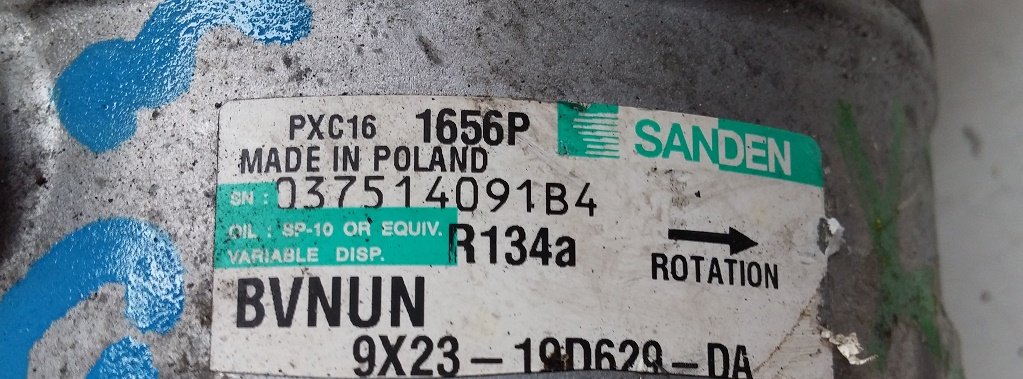 PXC16 1656P SANDEN
MADE IN POLAND
SN : 037514091B4
OIL : SP-10 OR EQUIV.
VARIABLE DISP. R134a
ROTATION
BVNUN
9X23-19D629-DA